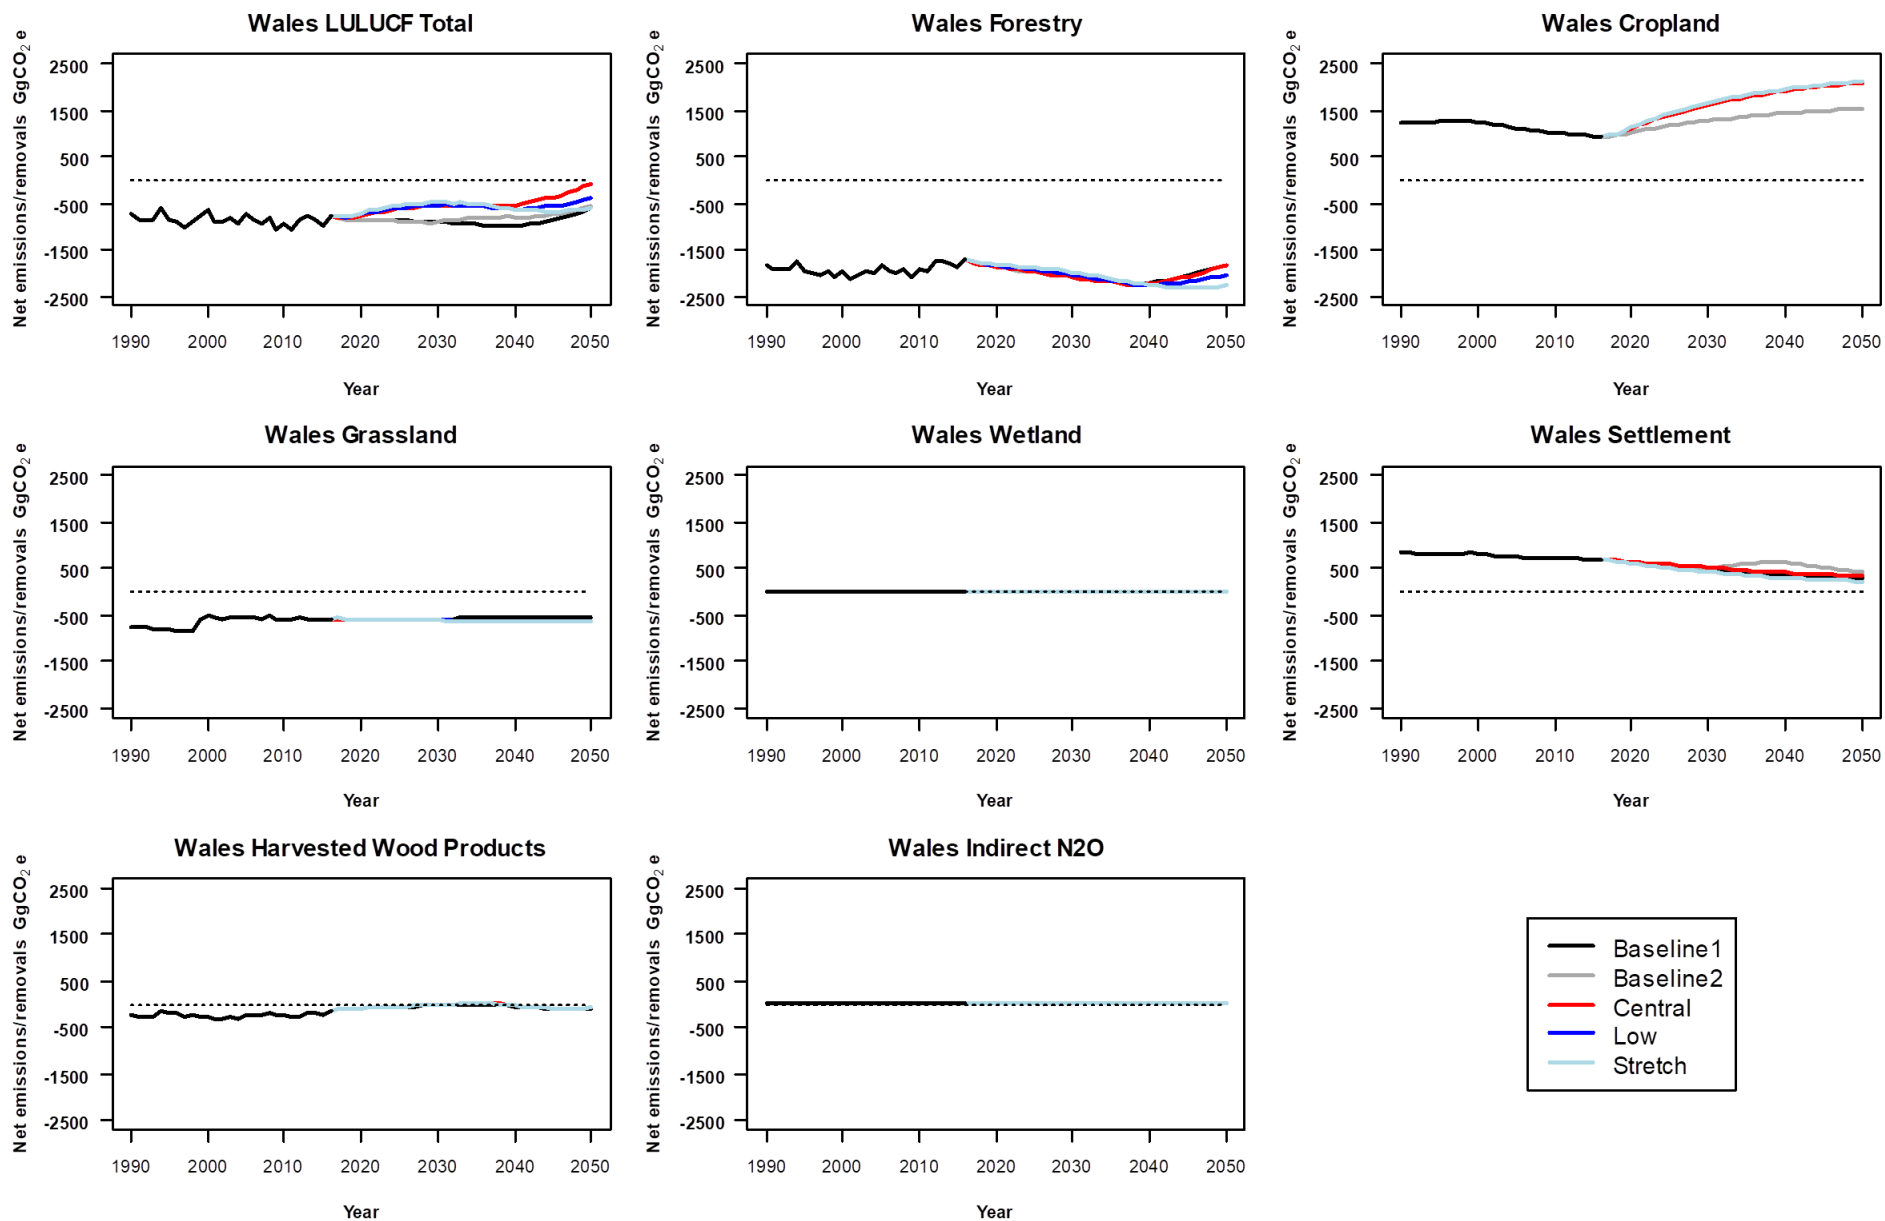 Wales LULUCF Total
Net emissions/removals GgCO2 e
2500
1500
500
-500
-1500
-2500
1990 2000 2010 2020 2030 2040 2050
Year
Wales Forestry
Net emissions/removals GgCO2 e
2500
1500
500
-500
-1500
-2500
1990 2000 2010 2020 2030 2040 2050
Year
Wales Cropland
Net emissions/removals GgCO2 e
2500
1500
500
-500
-1500
-2500
1990 2000 2010 2020 2030 2040 2050
Year
Wales Grassland
Net emissions/removals GgCO2 e
2500
1500
500
-500
-1500
-2500
1990 2000 2010 2020 2030 2040 2050
Year
Wales Wetland
Net emissions/removals GgCO2 e
2500
1500
500
-500
-1500
-2500
1990 2000 2010 2020 2030 2040 2050
Year
Wales Settlement
Net emissions/removals GgCO2 e
2500
1500
500
-500
-1500
-2500
1990 2000 2010 2020 2030 2040 2050
Year
Wales Harvested Wood Products
Net emissions/removals GgCO2 e
2500
1500
500
-500
-1500
-2500
1990 2000 2010 2020 2030 2040 2050
Year
Wales Indirect N2O
Net emissions/removals GgCO2 e
2500
1500
500
-500
-1500
-2500
1990 2000 2010 2020 2030 2040 2050
Year
Baseline1
Baseline2
Central
Low
Stretch